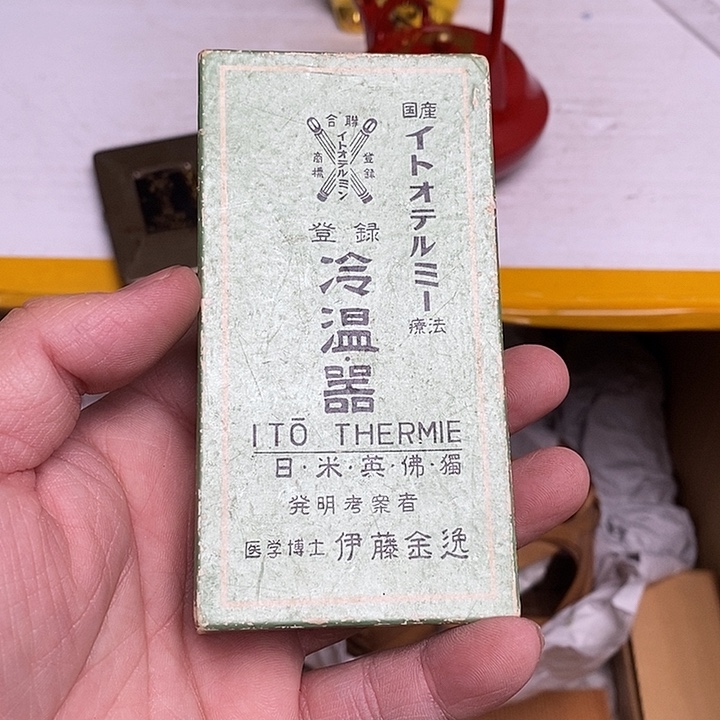 国産
イトオテルミー
療法
聯合
イトオテルミン
登録
商標
登録
冷温器
ITŌ THERMIE
日・米・英・佛・獨
発明考案者
医学博士 伊藤金逸